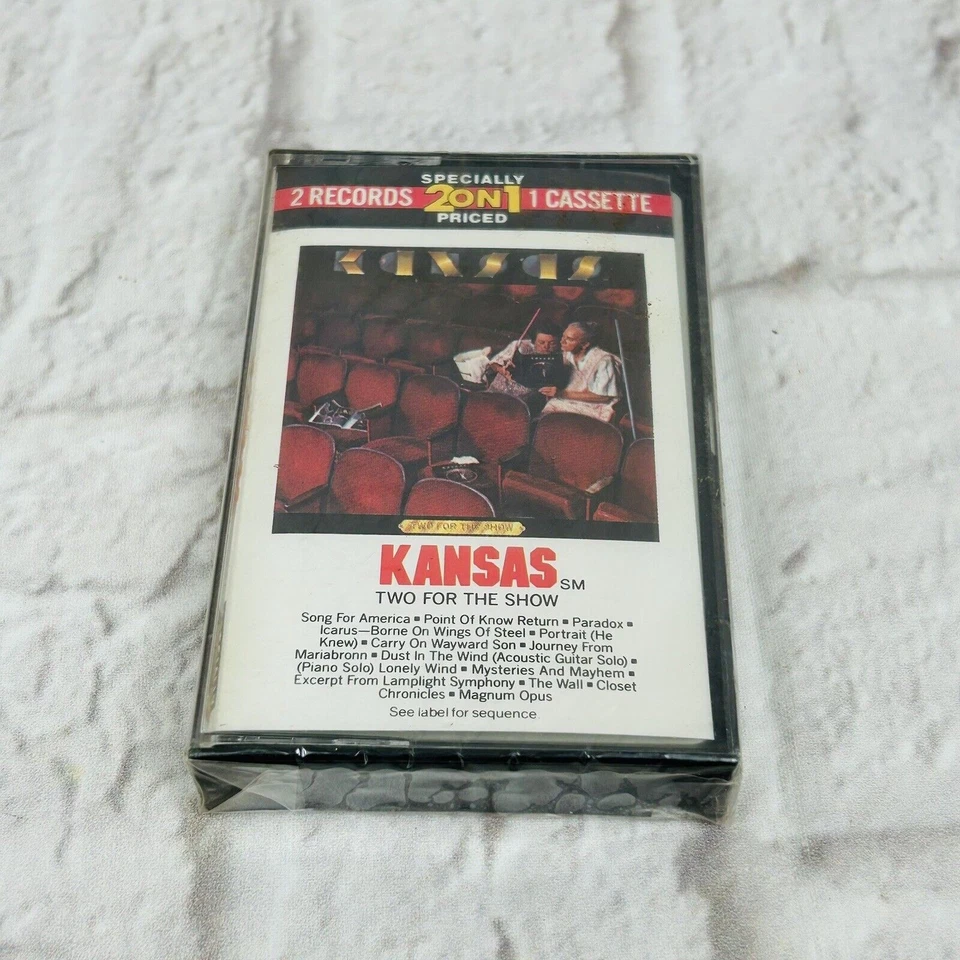 SPECIALLY
2 RECORDS 2 ON 1 1 CASSETTE
PRICED
KANSAS
TWO FOR THE SHOW
KANSAS SM
TWO FOR THE SHOW
Song For America ▪ Point Of Know Return ▪ Paradox ▪
Icarus—Borne On Wings Of Steel ▪ Portrait (He
Knew) ▪ Carry On Wayward Son ▪ Journey From
Mariabronn ▪ Dust In The Wind (Acoustic Guitar Solo) ▪
(Piano Solo) Lonely Wind ▪ Mysteries And Mayhem ▪
Excerpt From Lamplight Symphony ▪ The Wall ▪ Closet
Chronicles ▪ Magnum Opus
See label for sequence